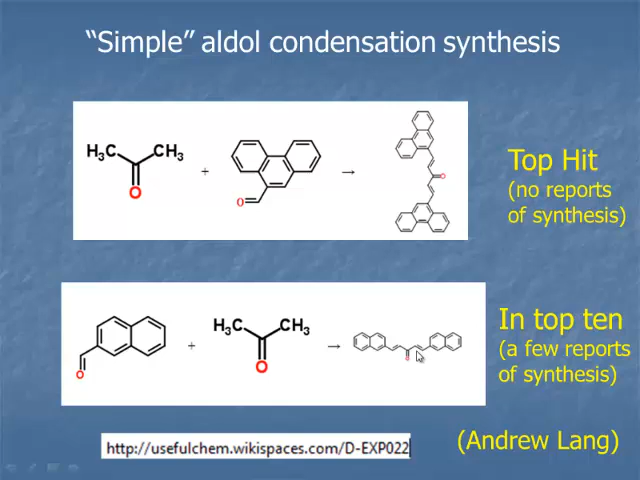 “Simple” aldol condensation synthesis
H₃C CH₃
O
+
O
→
O
Top Hit
(no reports
of synthesis)
O
+
H₃C CH₃
O
→
O
In top ten
(a few reports
of synthesis)
http://usefulchem.wikispaces.com/D-EXP022
(Andrew Lang)